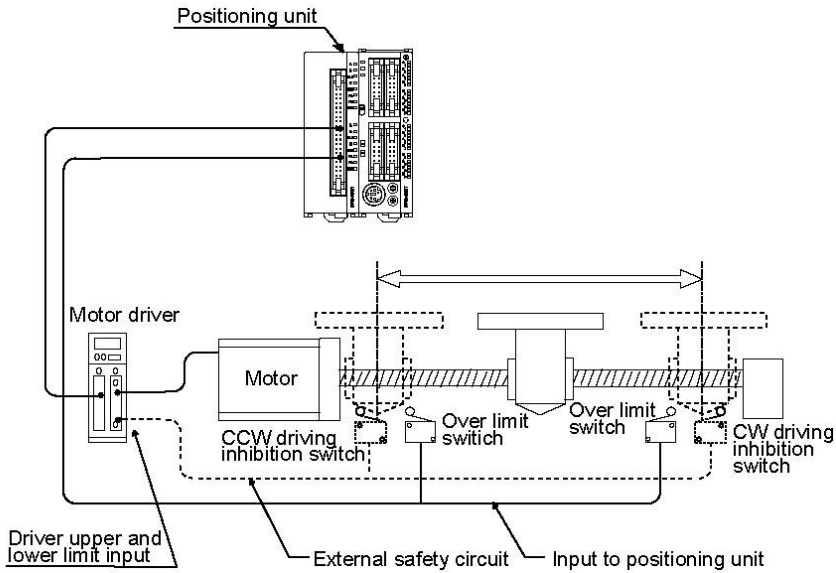 Positioning unit
Motor driver
Motor
CCW driving
inhibition switch
Over limit
switich
Over limit
switch
CW driving
inhibition
switch
Driver upper and
lower limit input
External safety circuit
Input to positioning unit